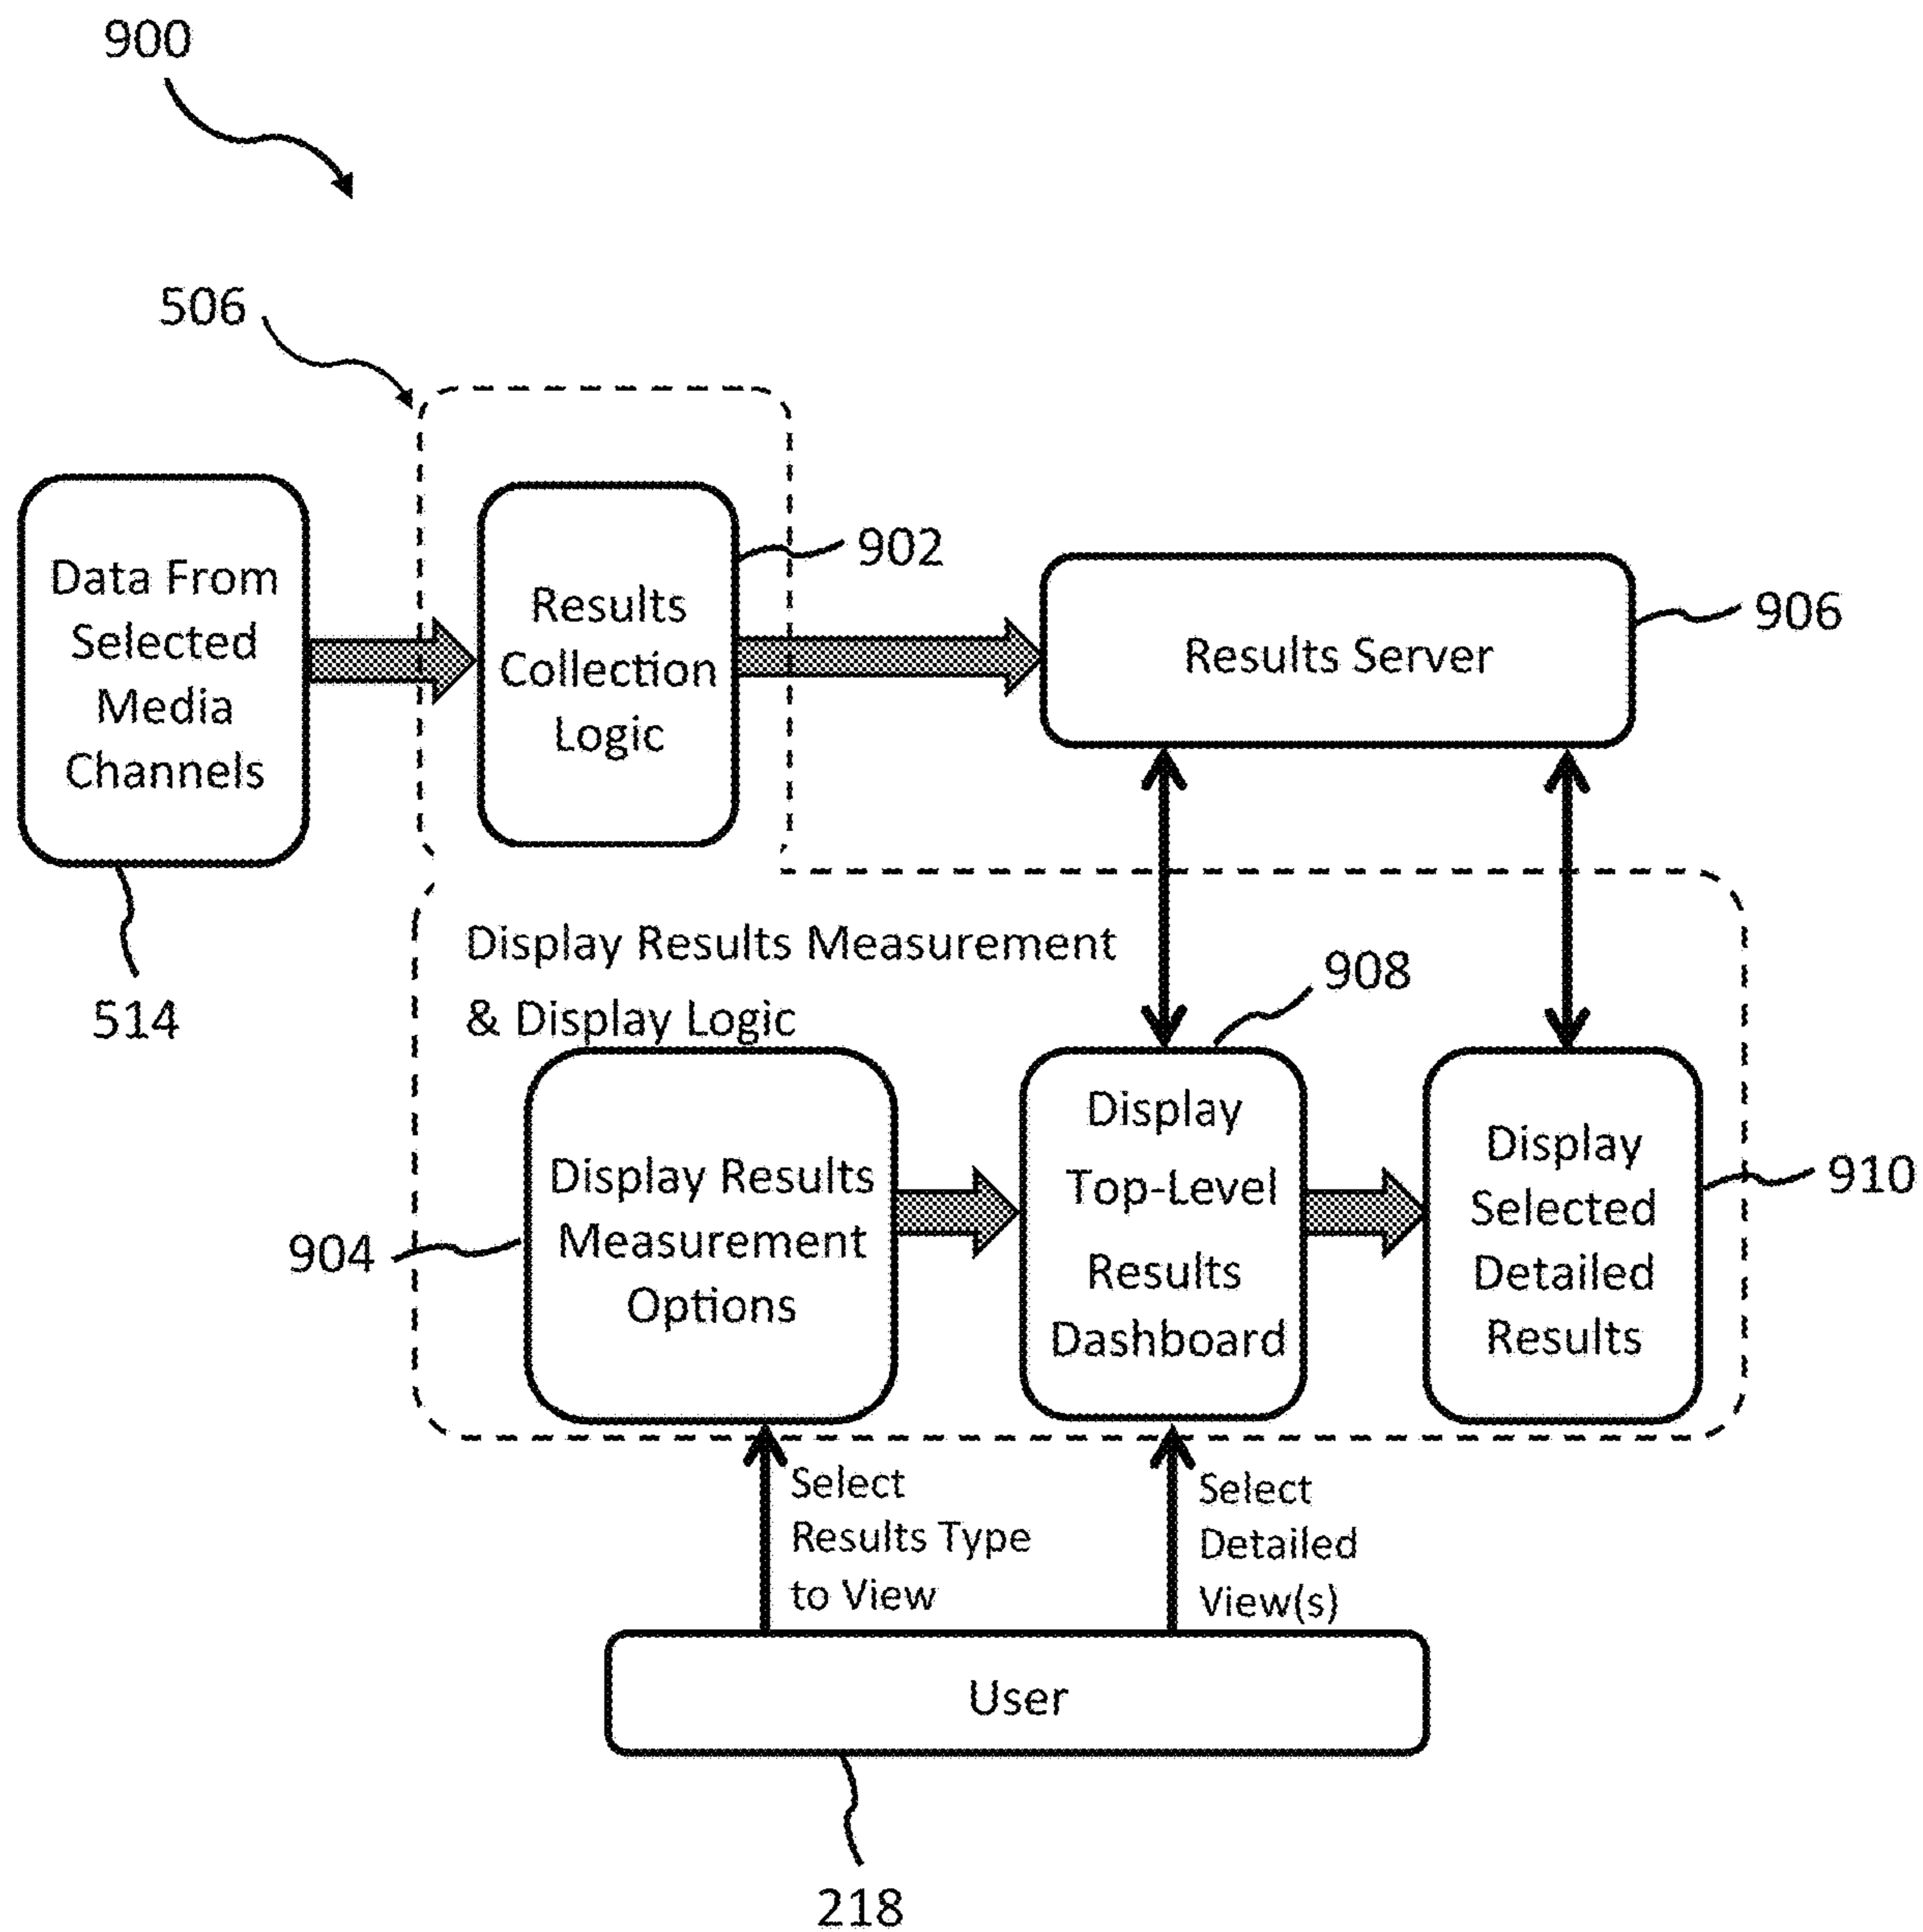 900
506
Data From
Selected
Media
Channels
514
Results
Collection
Logic
902
Results Server
906
Display Results Measurement
& Display Logic
908
Display Results
Measurement
Options
904
Display
Top-Level
Results
Dashboard
Display
Selected
Detailed
Results
910
Select
Results Type
to View
Select
Detailed
View(s)
User
218